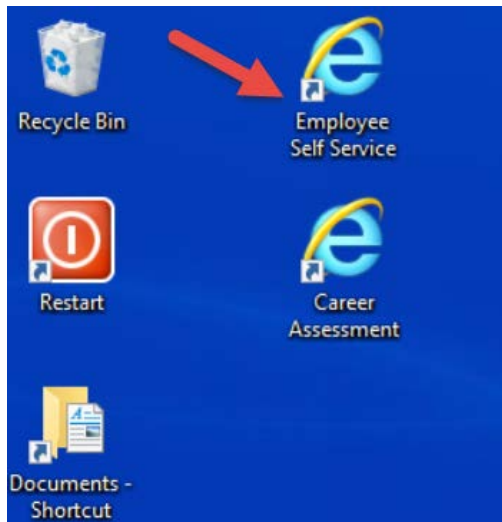 Recycle Bin
Employee
Self Service
Restart
Career
Assessment
Documents -
Shortcut